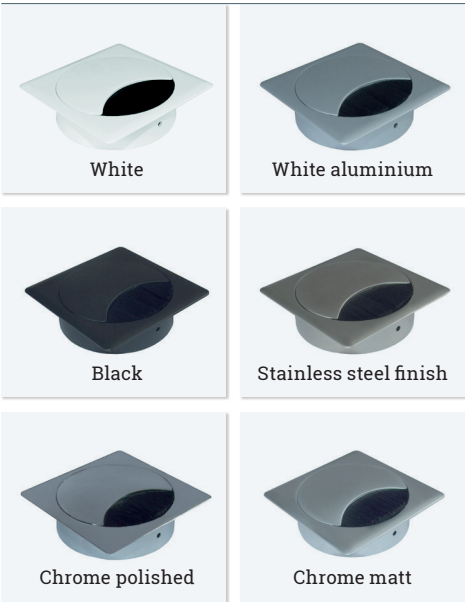 White
White aluminium
Black
Stainless steel finish
Chrome polished
Chrome matt